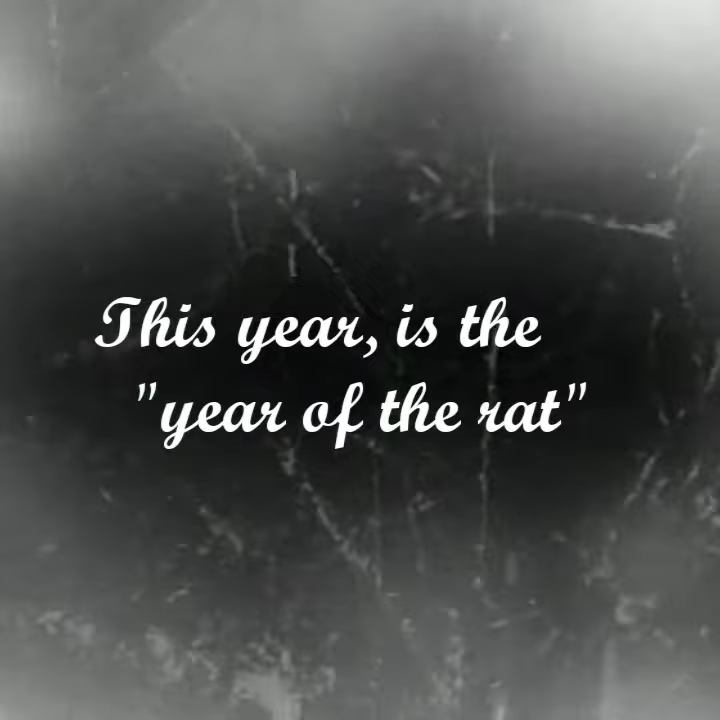 This year, is the
"year of the rat"